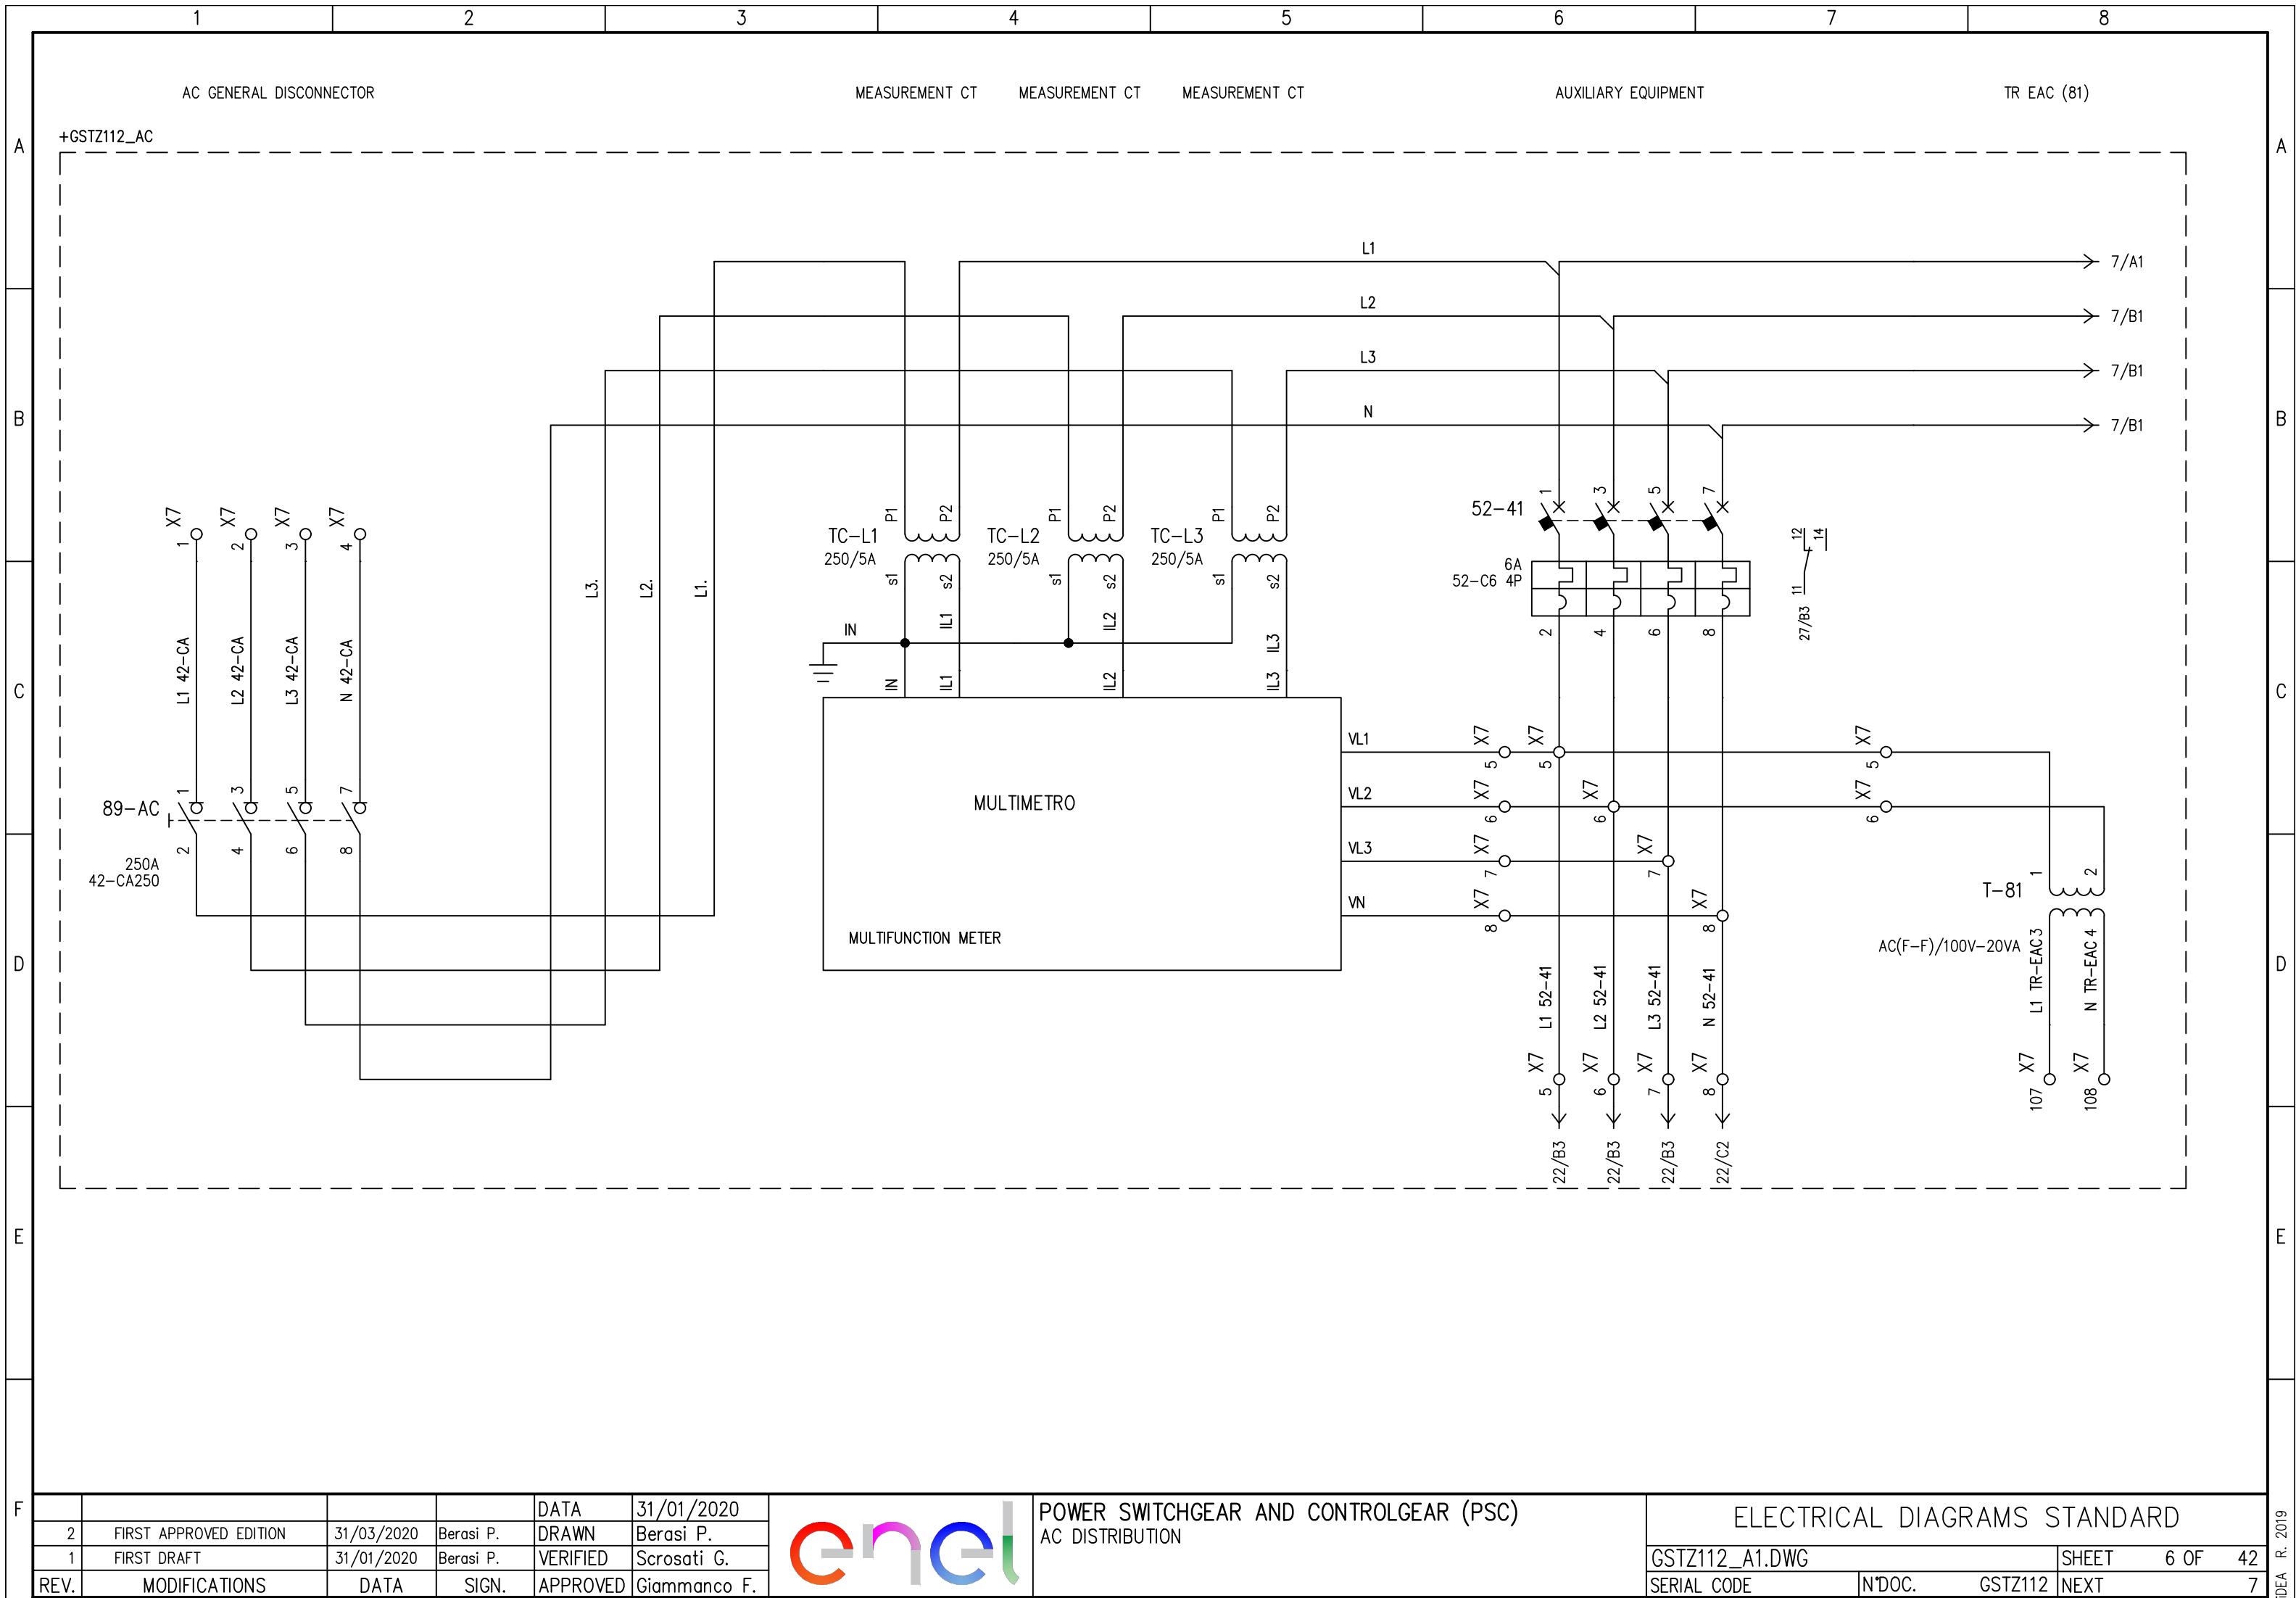 1 2 3 4 5 6 7 8
AC GENERAL DISCONNECTOR
MEASUREMENT CT MEASUREMENT CT MEASUREMENT CT
AUXILIARY EQUIPMENT
TR EAC (81)
A
+GSTZ112_AC
A
L1
7/A1
L2
7/B1
L3
7/B1
B
N
7/B1
B
X7 X7 X7 X7
1 2 3 4
P1 P2 P1 P2 P1 P2
TC-L1
250/5A
TC-L2
250/5A
TC-L3
250/5A
s1 s2 s1 s2 s1 s2
52-41
1 3 5 7
6A
52-C6 4P
2 4 6 8
12 14
11
27/B3
L3. L2. L1.
IN
IL1 IL2 IL3
IN IL1 IL2 IL3
C
L1 42-CA
L2 42-CA
L3 42-CA
N 42-CA
C
89-AC
1 3 5 7
2 4 6 8
250A
42-CA250
MULTIMETRO
MULTIFUNCTION METER
VL1
X7 5 X7 5 X7 5
VL2
X7 6 X7 6 X7 6
VL3
X7 7 X7 7
VN
X7 8 X7 8
T-81
1 2
AC(F-F)/100V-20VA
L1 TR-EAC 3
N TR-EAC 4
D
D
L1 52-41
L2 52-41
L3 52-41
N 52-41
X7 X7 X7 X7
5 6 7 8
X7 X7
107 108
22/B3 22/B3 22/B3 22/C2
E
E
F
DATA 31/01/2020
2 FIRST APPROVED EDITION 31/03/2020 Berasi P. DRAWN Berasi P.
1 FIRST DRAFT 31/01/2020 Berasi P. VERIFIED Scrosati G.
REV. MODIFICATIONS DATA SIGN. APPROVED Giammanco F.
enel
POWER SWITCHGEAR AND CONTROLGEAR (PSC)
AC DISTRIBUTION
ELECTRICAL DIAGRAMS STANDARD
GSTZ112_A1.DWG SHEET 6 OF 42
SERIAL CODE N°DOC. GSTZ112 NEXT 7
iDEA R. 2019